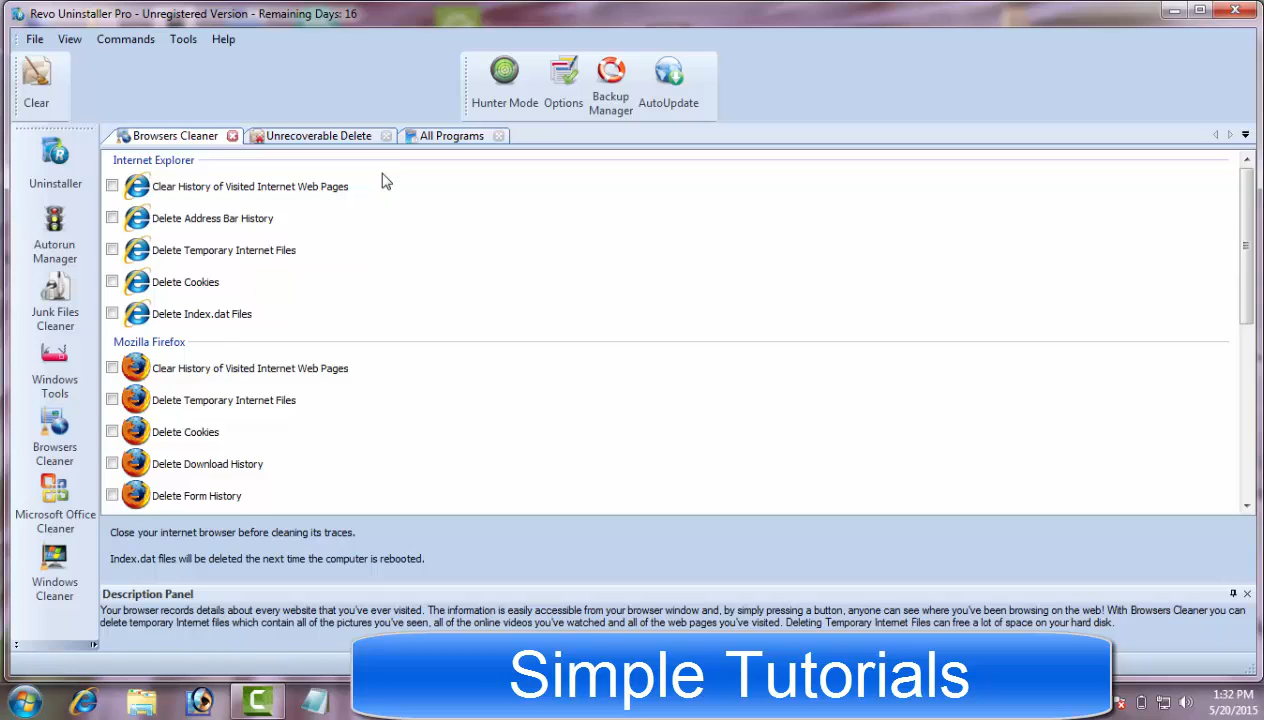 Revo Uninstaller Pro - Unregistered Version - Remaining Days: 16
File View Commands Tools Help
Clear
Hunter Mode
Options
Backup
Manager
AutoUpdate
Browsers Cleaner
Unrecoverable Delete
All Programs
Uninstaller
Autorun
Manager
Junk Files
Cleaner
Windows
Tools
Browsers
Cleaner
Microsoft Office
Cleaner
Windows
Cleaner
Internet Explorer
Clear History of Visited Internet Web Pages
Delete Address Bar History
Delete Temporary Internet Files
Delete Cookies
Delete Index.dat Files
Mozilla Firefox
Clear History of Visited Internet Web Pages
Delete Temporary Internet Files
Delete Cookies
Delete Download History
Delete Form History
Close your internet browser before cleaning its traces.
Index.dat files will be deleted the next time the computer is rebooted.
Description Panel
Your browser records details about every website that you've ever visited. The information is easily accessible from your browser window and, by simply pressing a button, anyone can see where you've been browsing on the web! With Browsers Cleaner you can
delete temporary Internet files which contain all of the pictures you've seen, all of the online videos you've watched and all of the web pages you've visited. Deleting Temporary Internet Files can free a lot of space on your hard disk.
Simple Tutorials
1:32 PM
5/20/2015